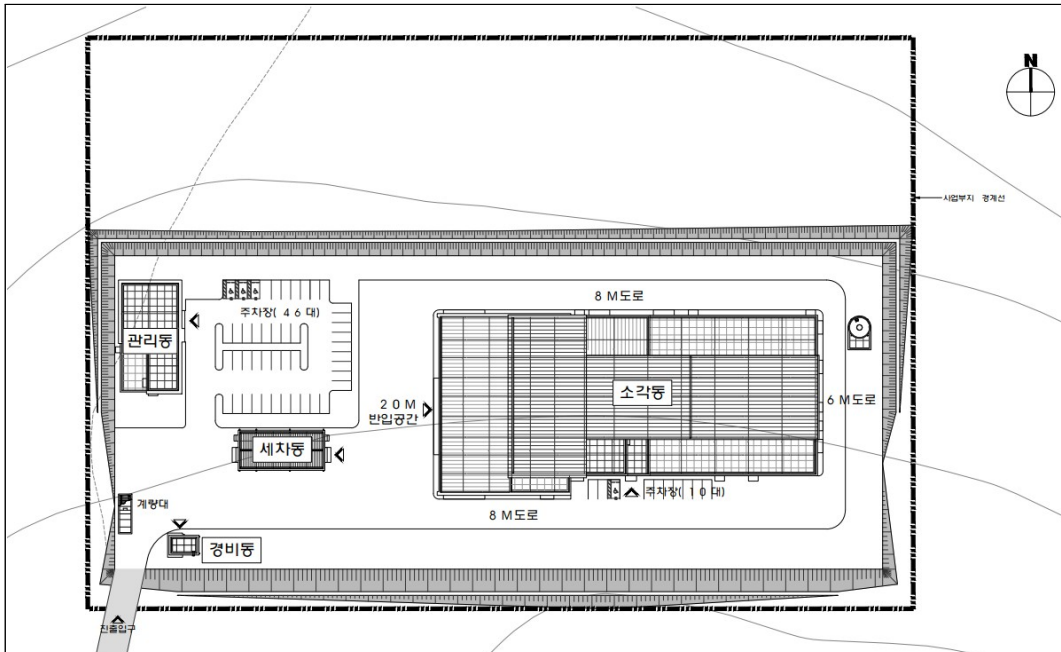 N
사업부지 경계선
8 M도로
주차장( 4 6 대)
관리동
소각동
2 0 M
반입공간
6 M도로
세차동
주차장( 1 0 대)
계량대
8 M도로
경비동
진출입구